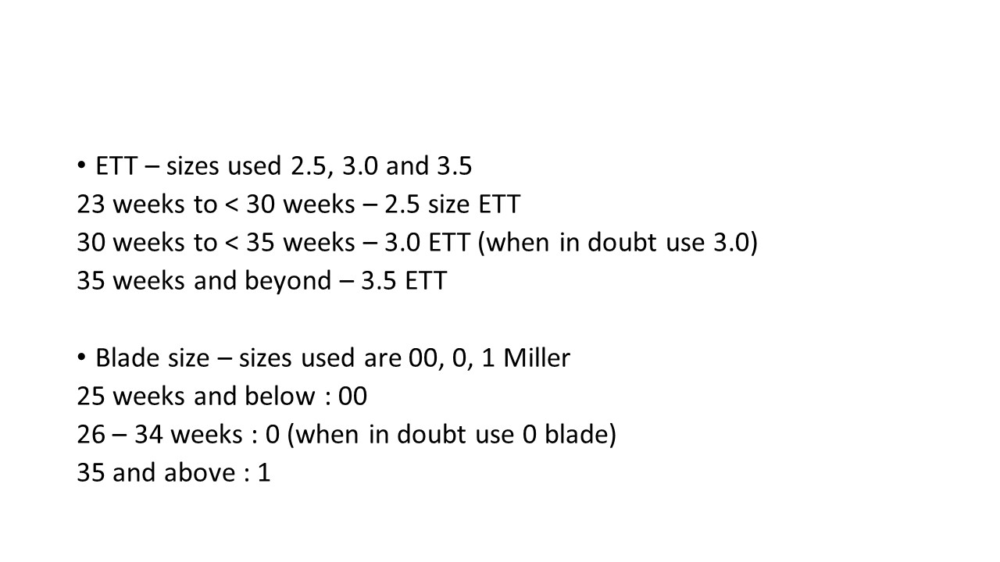 • ETT – sizes used 2.5, 3.0 and 3.5
23 weeks to < 30 weeks – 2.5 size ETT
30 weeks to < 35 weeks – 3.0 ETT (when in doubt use 3.0)
35 weeks and beyond – 3.5 ETT
• Blade size – sizes used are 00, 0, 1 Miller
25 weeks and below : 00
26 – 34 weeks : 0 (when in doubt use 0 blade)
35 and above : 1